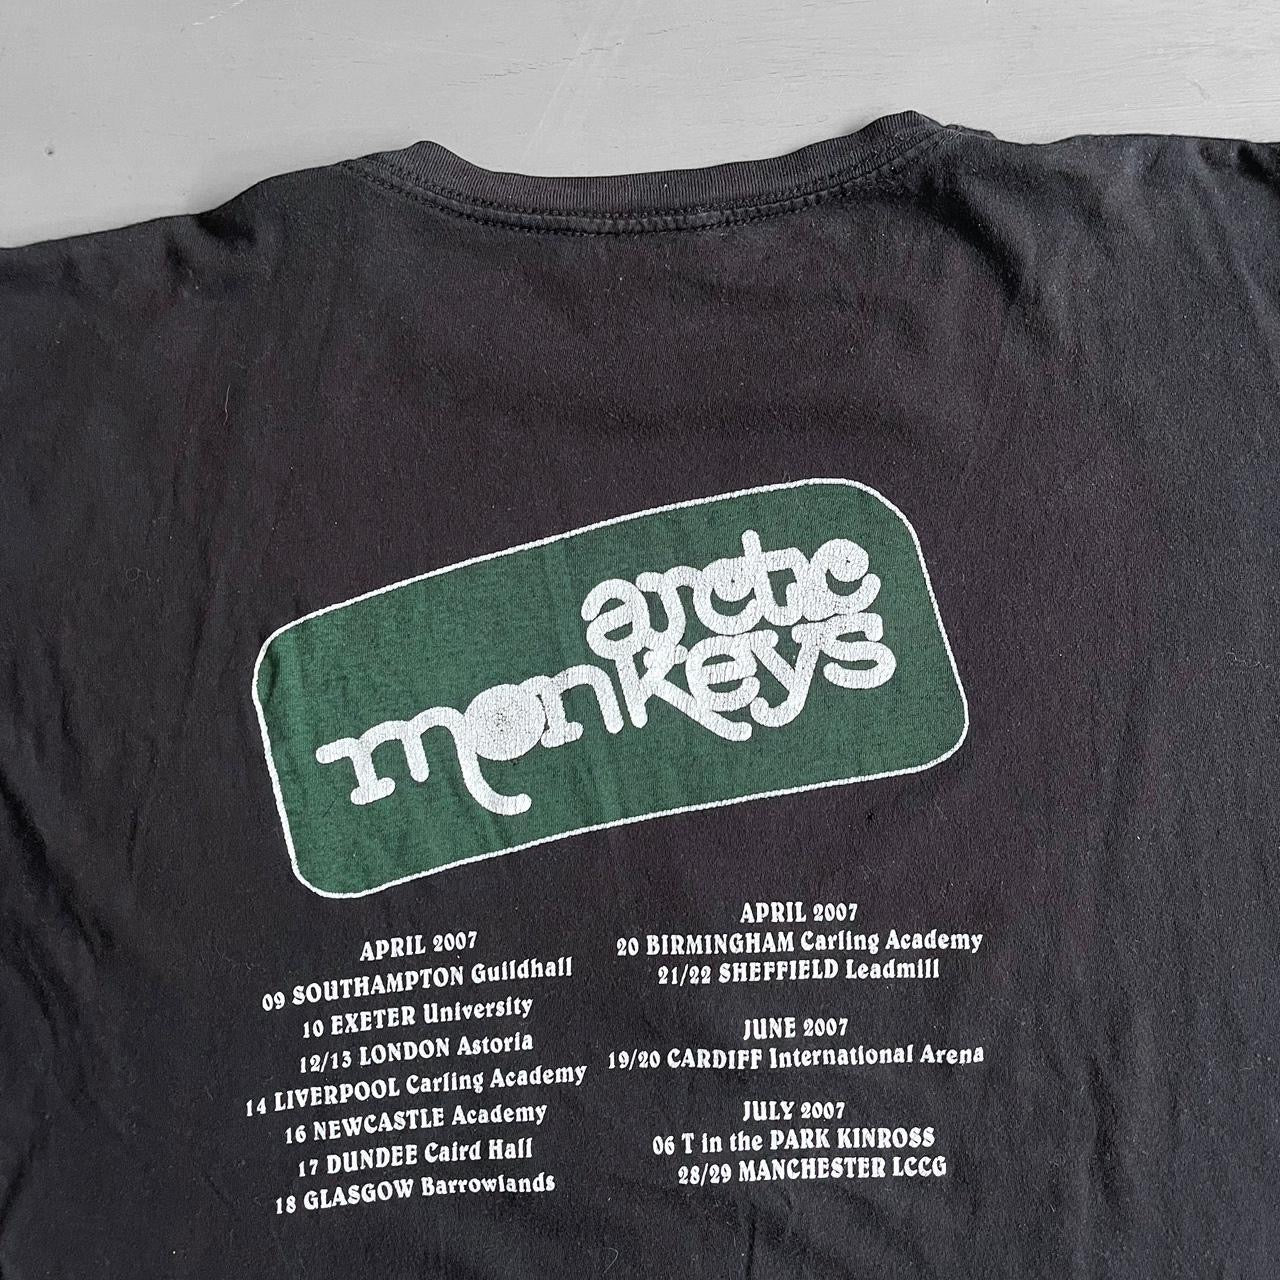 arctic
monkeys
APRIL 2007
09 SOUTHAMPTON Guildhall
10 EXETER University
12/13 LONDON Astoria
14 LIVERPOOL Carling Academy
16 NEWCASTLE Academy
17 DUNDEE Caird Hall
18 GLASGOW Barrowlands
APRIL 2007
20 BIRMINGHAM Carling Academy
21/22 SHEFFIELD Leadmill
JUNE 2007
19/20 CARDIFF International Arena
JULY 2007
06 T in the PARK KINROSS
28/29 MANCHESTER LCCG